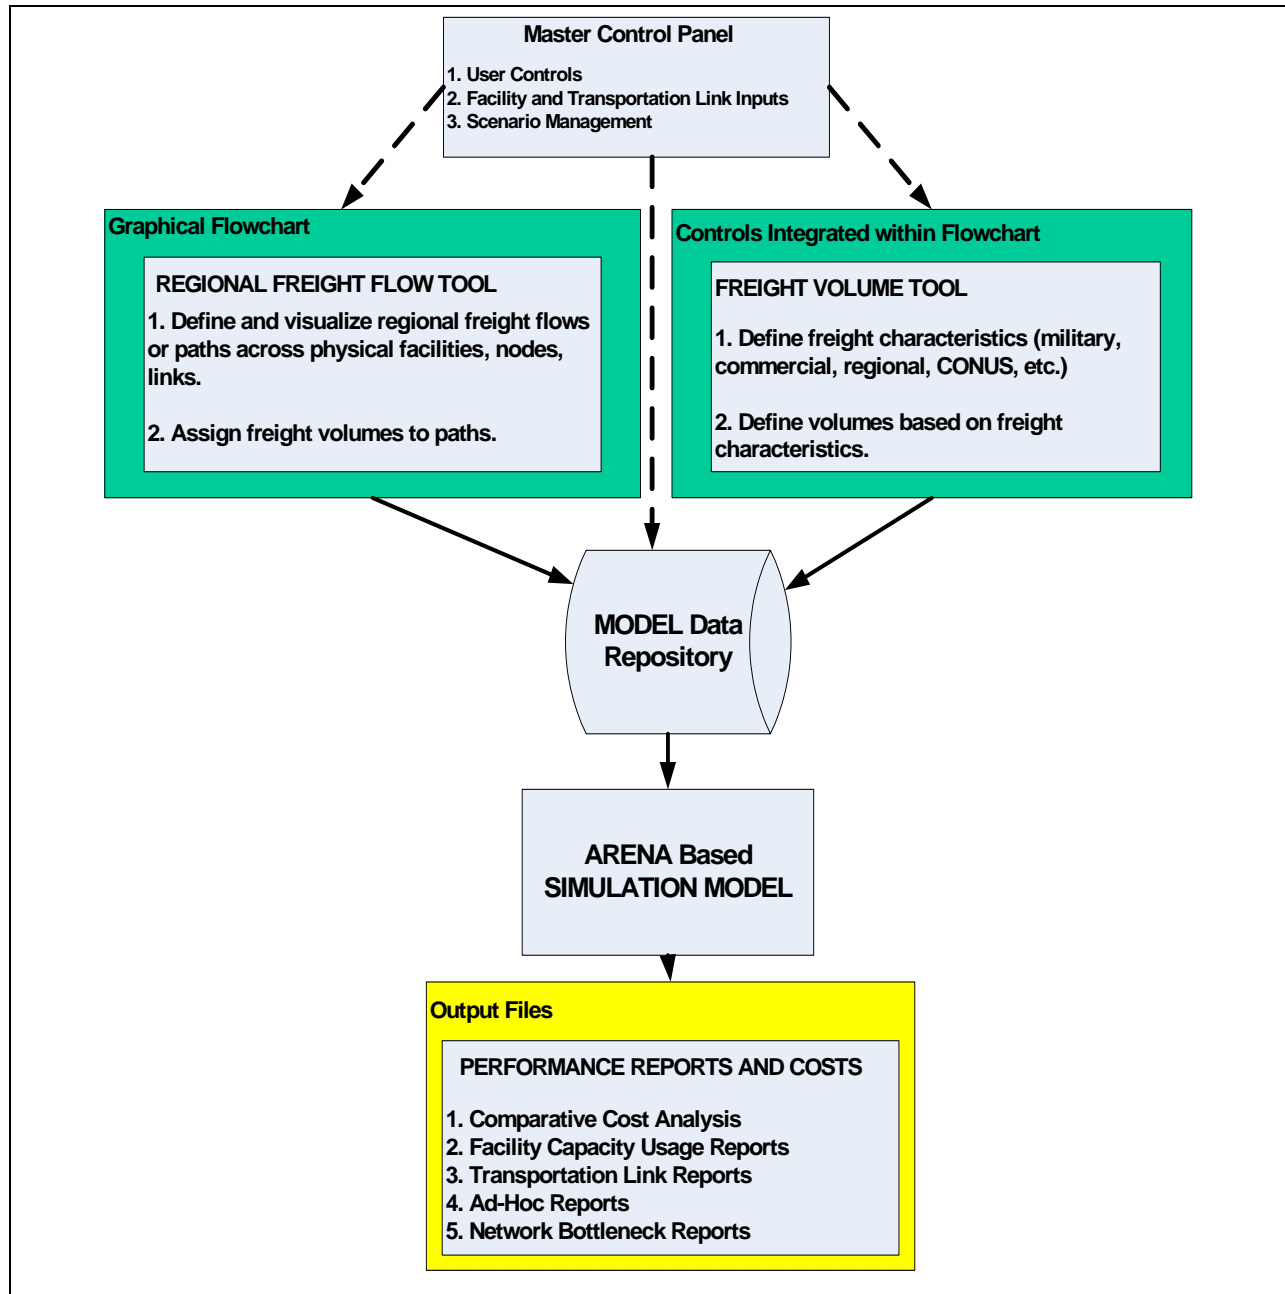 Master Control Panel
1. User Controls
2. Facility and Transportation Link Inputs
3. Scenario Management
Graphical Flowchart
REGIONAL FREIGHT FLOW TOOL
1. Define and visualize regional freight flows
or paths across physical facilities, nodes,
links.
2. Assign freight volumes to paths.
Controls Integrated within Flowchart
FREIGHT VOLUME TOOL
1. Define freight characteristics (military,
commercial, regional, CONUS, etc.)
2. Define volumes based on freight
characteristics.
MODEL Data
Repository
ARENA Based
SIMULATION MODEL
Output Files
PERFORMANCE REPORTS AND COSTS
1. Comparative Cost Analysis
2. Facility Capacity Usage Reports
3. Transportation Link Reports
4. Ad-Hoc Reports
5. Network Bottleneck Reports